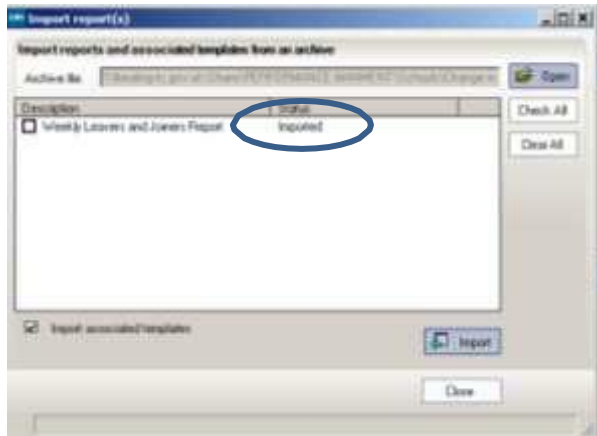 Import report(s)
Import reports and associated templates from an archive
Archive file
Open
Description Status
Check All
Weekly Leavers and Joiners Report Imported
Clear All
Import associated templates
Import
Close